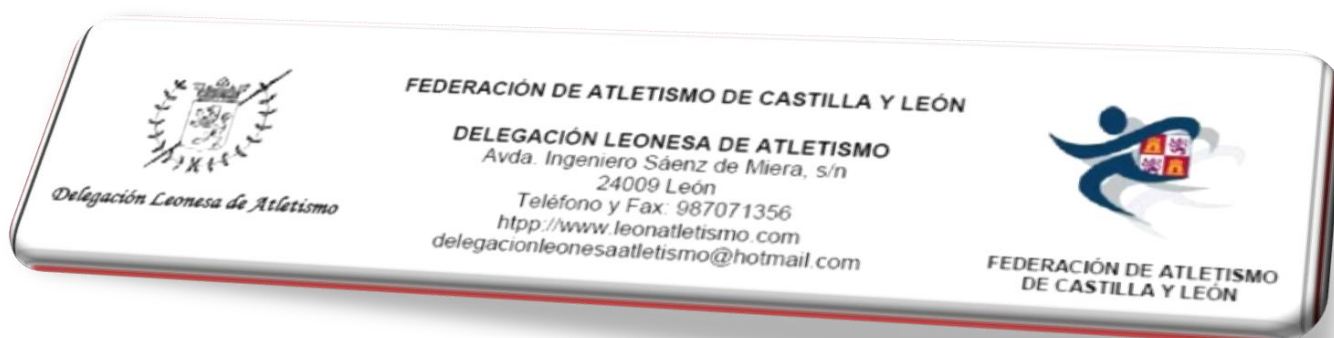 FEDERACIÓN DE ATLETISMO DE CASTILLA Y LEÓN
DELEGACIÓN LEONESA DE ATLETISMO
Avda. Ingeniero Sáenz de Miera, s/n
24009 León
Teléfono y Fax: 987071356
htpp://www.leonatletismo.com
delegacionleonesaatletismo@hotmail.com
Delegación Leonesa de Atletismo
FEDERACIÓN DE ATLETISMO
DE CASTILLA Y LEÓN